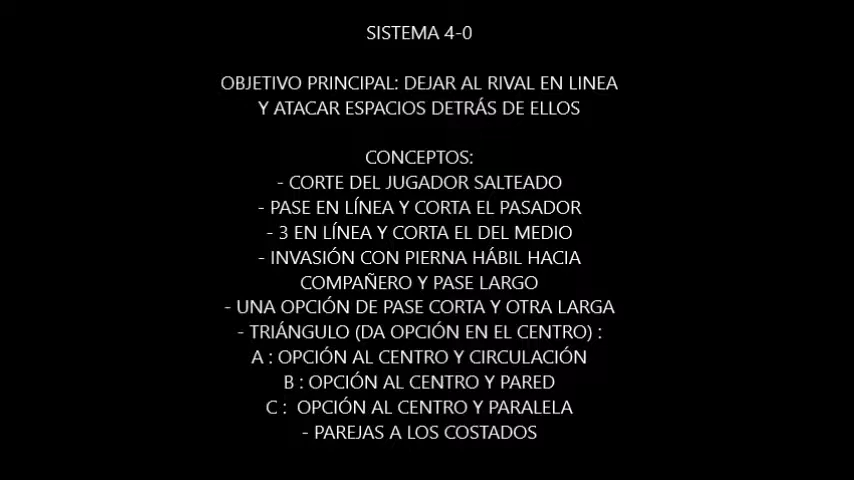 SISTEMA 4-0
OBJETIVO PRINCIPAL: DEJAR AL RIVAL EN LINEA
Y ATACAR ESPACIOS DETRÁS DE ELLOS
CONCEPTOS:
- CORTE DEL JUGADOR SALTEADO
- PASE EN LÍNEA Y CORTA EL PASADOR
- 3 EN LÍNEA Y CORTA EL DEL MEDIO
- INVASIÓN CON PIERNA HÁBIL HACIA
COMPAÑERO Y PASE LARGO
- UNA OPCIÓN DE PASE CORTA Y OTRA LARGA
- TRIÁNGULO (DA OPCIÓN EN EL CENTRO) :
A : OPCIÓN AL CENTRO Y CIRCULACIÓN
B : OPCIÓN AL CENTRO Y PARED
C :  OPCIÓN AL CENTRO Y PARALELA
- PAREJAS A LOS COSTADOS